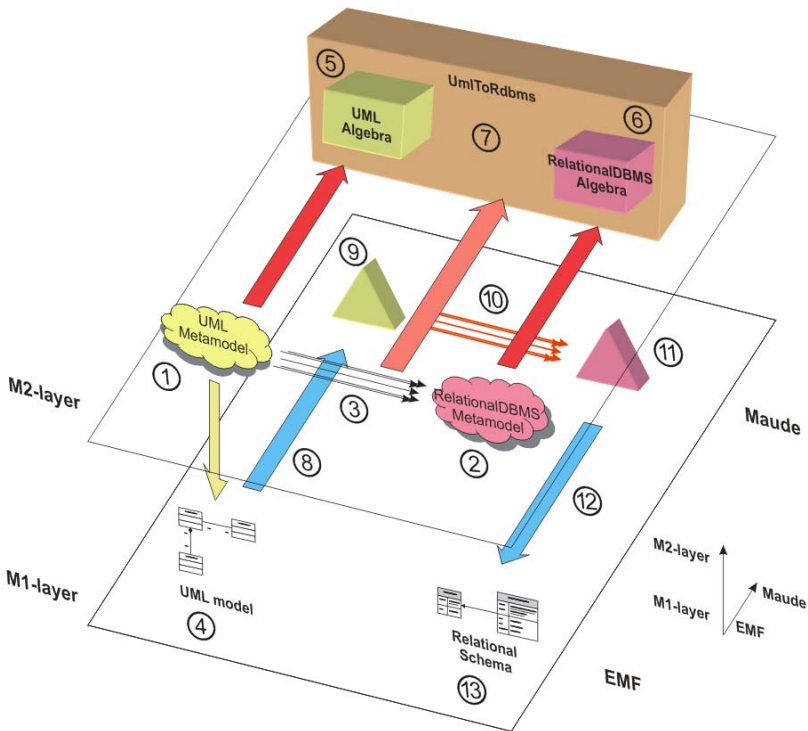 ⑤
UmlToRdbms
⑥
UML
Algebra
⑦
RelationalDBMS
Algebra
⑨
⑩
UML
Metamodel
⑪
①
M2-layer
③
RelationalDBMS
Metamodel
Maude
②
⑧
⑫
M2-layer
M1-layer
UML model
④
M1-layer
Maude
EMF
Relational
Schema
⑬
EMF